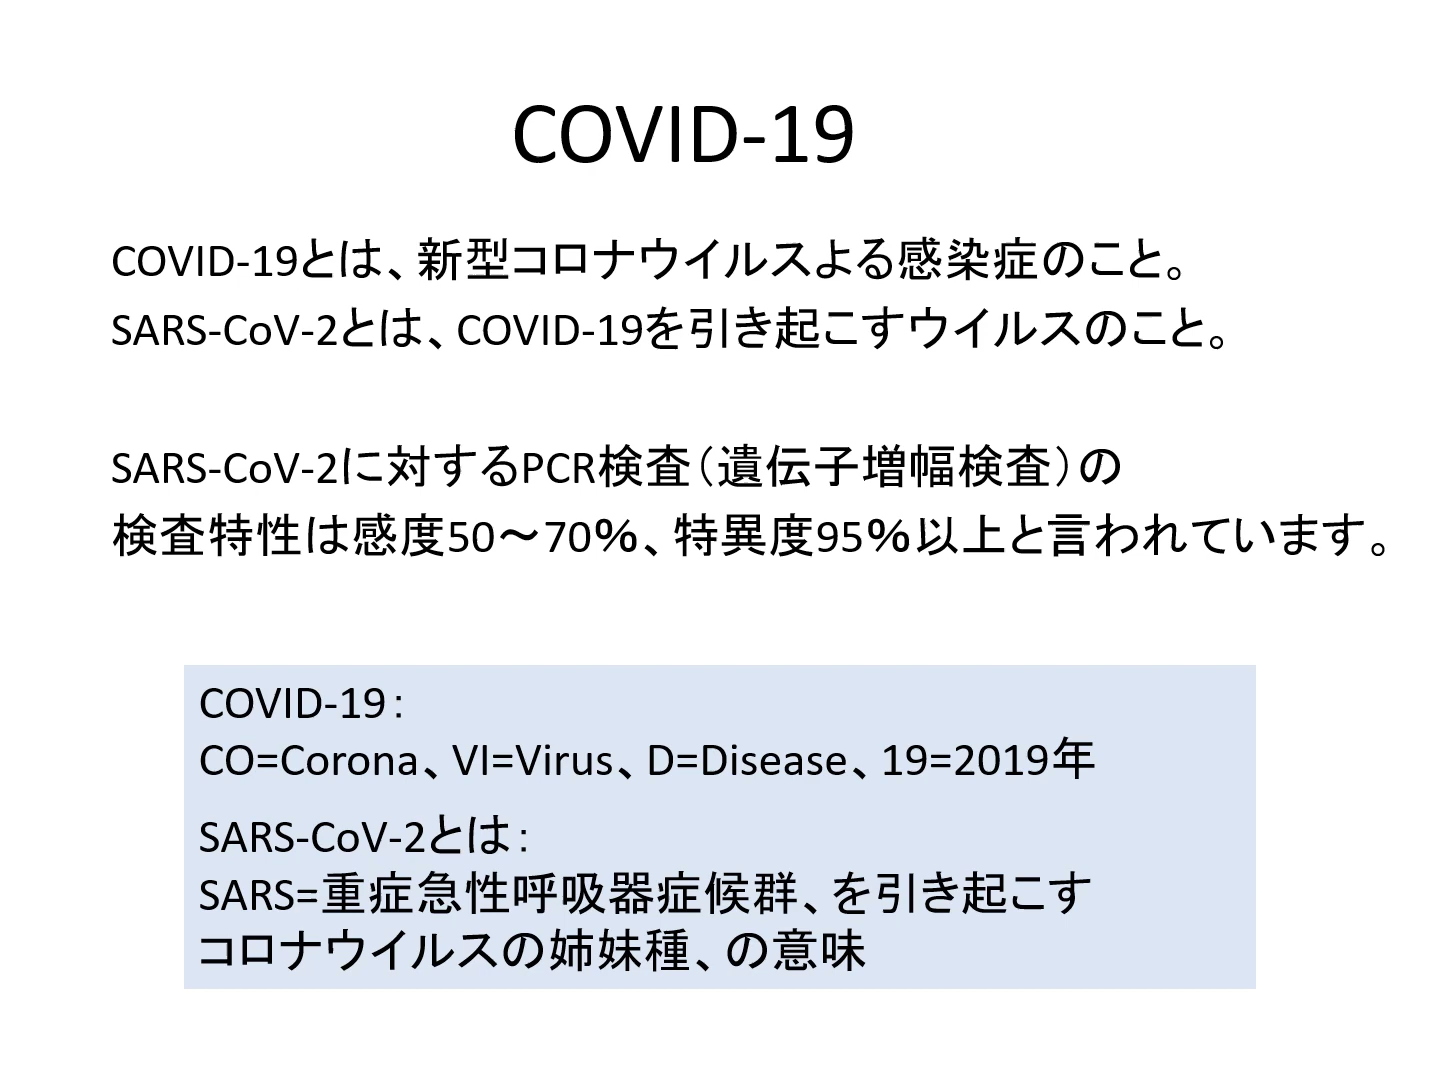 COVID-19
COVID-19とは、新型コロナウイルスよる感染症のこと。
SARS-CoV-2とは、COVID-19を引き起こすウイルスのこと。
SARS-CoV-2に対するPCR検査（遺伝子増幅検査）の
検査特性は感度50～70％、特異度95％以上と言われています。
COVID-19：
CO=Corona、VI=Virus、D=Disease、19=2019年
SARS-CoV-2とは：
SARS=重症急性呼吸器症候群、を引き起こす
コロナウイルスの姉妹種、の意味